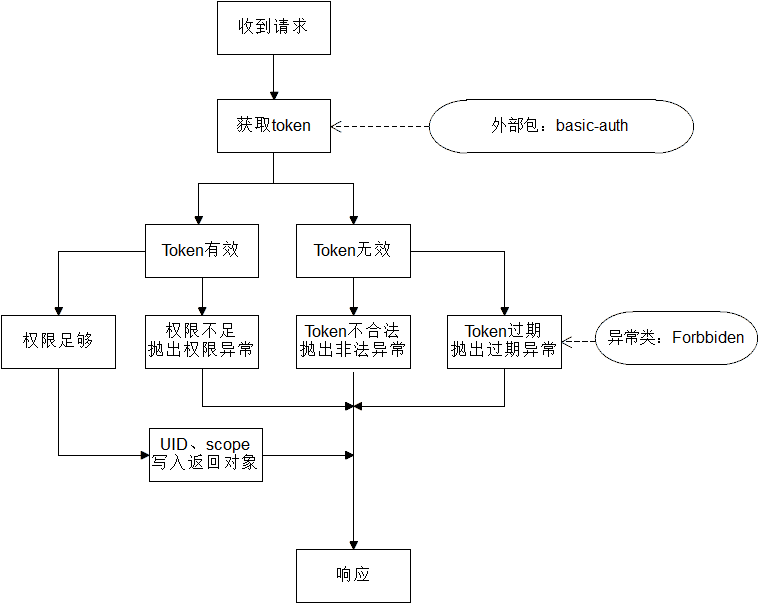 收到请求
获取token
外部包：basic-auth
Token有效
Token无效
权限足够
权限不足
抛出权限异常
Token不合法
抛出非法异常
Token过期
抛出过期异常
异常类：Forbbiden
UID、scope
写入返回对象
响应